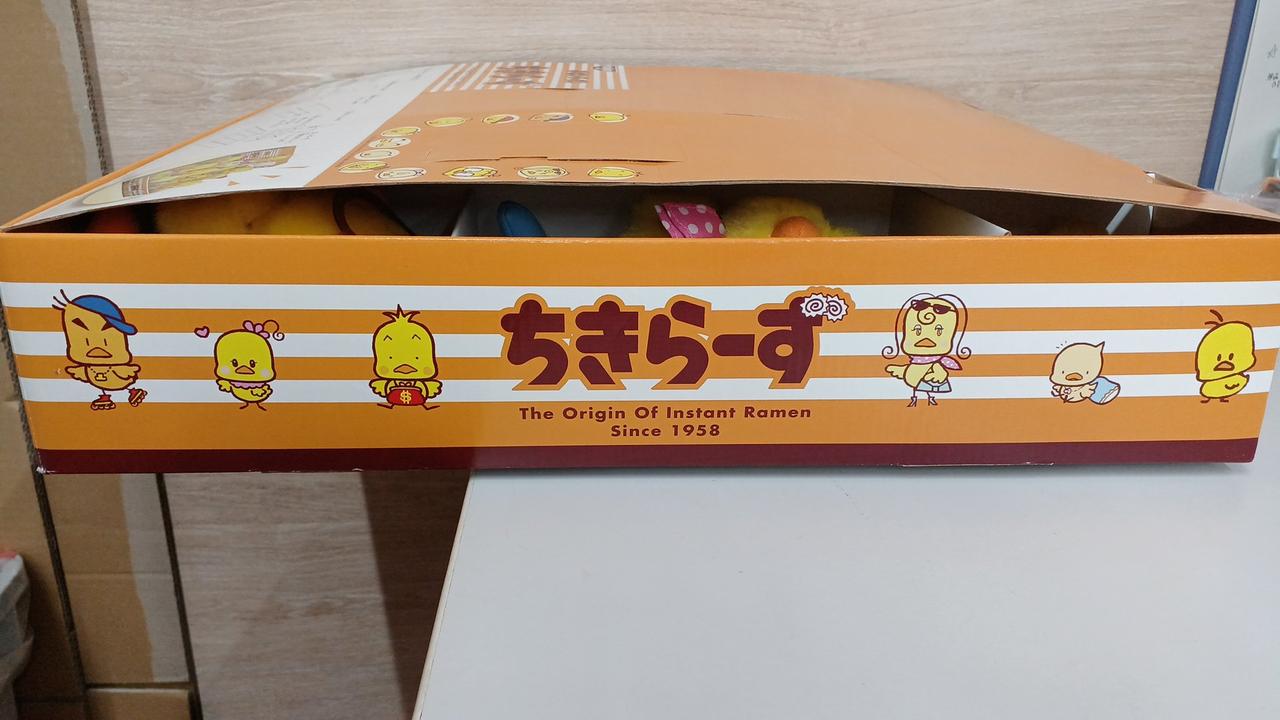 ちきらーず
The Origin Of Instant Ramen
Since 1958
$